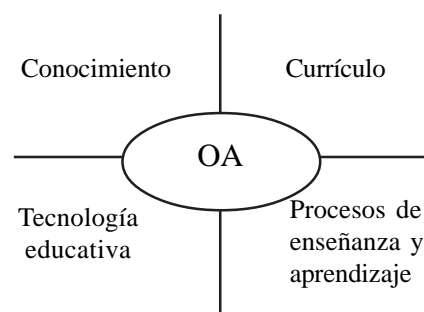 Conocimiento
Currículo
OA
Tecnología
educativa
Procesos de
enseñanza y
aprendizaje